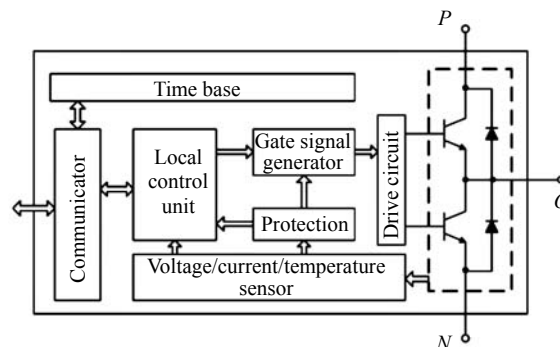 P
Time base
Communicator
Local
control
unit
Gate signal
generator
Drive circuit
Protection
Voltage/current/temperature
sensor
N